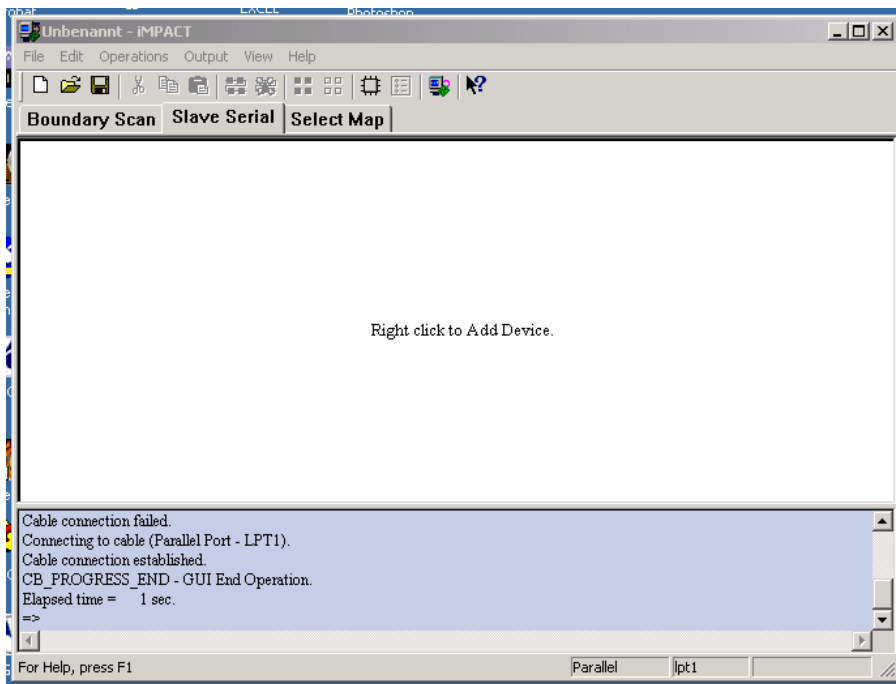 EXCEL
Photoshop
Unbenannt - iMPACT
File Edit Operations Output View Help
Boundary Scan Slave Serial Select Map
Right click to Add Device.
Cable connection failed.
Connecting to cable (Parallel Port - LPT1).
Cable connection established.
CB_PROGRESS_END - GUI End Operation.
Elapsed time = 1 sec.
=>
For Help, press F1 Parallel lpt1